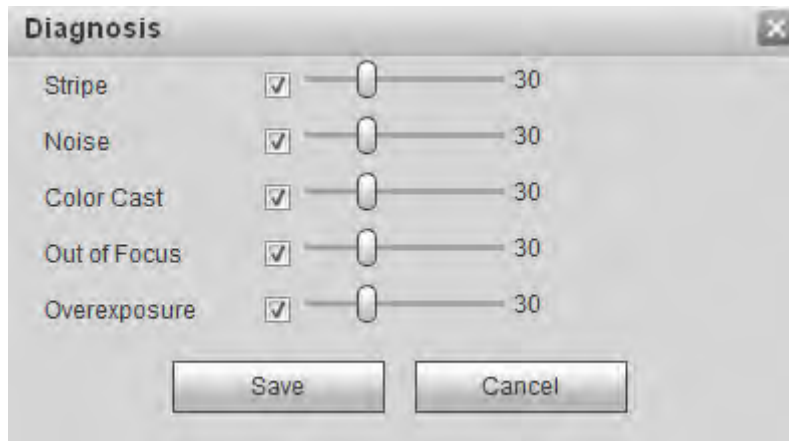 Diagnosis
Stripe 30
Noise 30
Color Cast 30
Out of Focus 30
Overexposure 30
Save Cancel